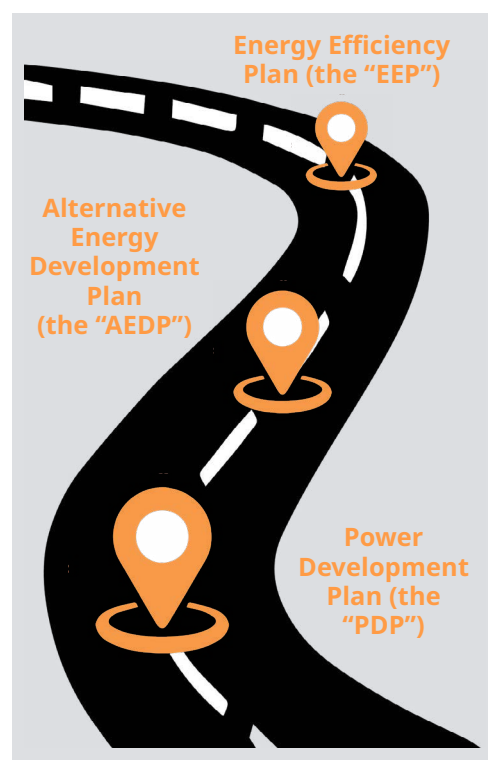 Energy Efficiency
Plan (the “EEP”)
Alternative
Energy
Development
Plan
(the “AEDP”)
Power
Development
Plan (the
“PDP”)